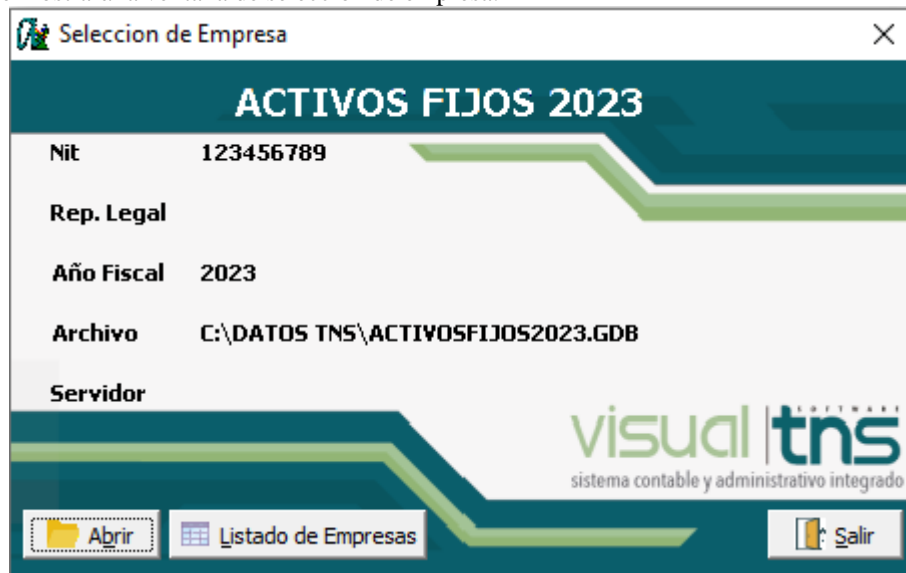 Seleccion de Empresa
ACTIVOS FIJOS 2023
Nit 123456789
Rep. Legal
Año Fiscal 2023
Archivo C:\DATOS TNS\ACTIVOSFIJOS2023.GDB
Servidor
visual tns
SOFTWARE
sistema contable y administrativo integrado
Abrir Listado de Empresas Salir